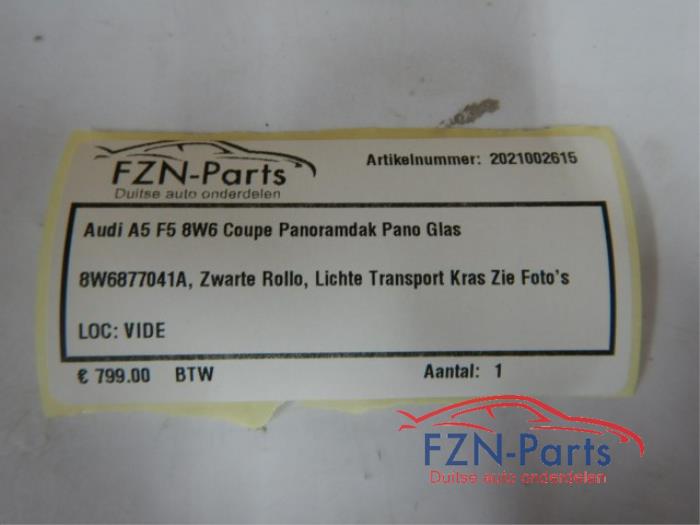 FZN-Parts
Duitse auto onderdelen
Artikelnummer: 2021002615
Audi A5 F5 8W6 Coupe Panoramdak Pano Glas
8W6877041A, Zwarte Rollo, Lichte Transport Kras Zie Foto's
LOC: VIDE
€ 799.00 BTW
Aantal: 1
FZN-Parts
Duitse auto onderdelen